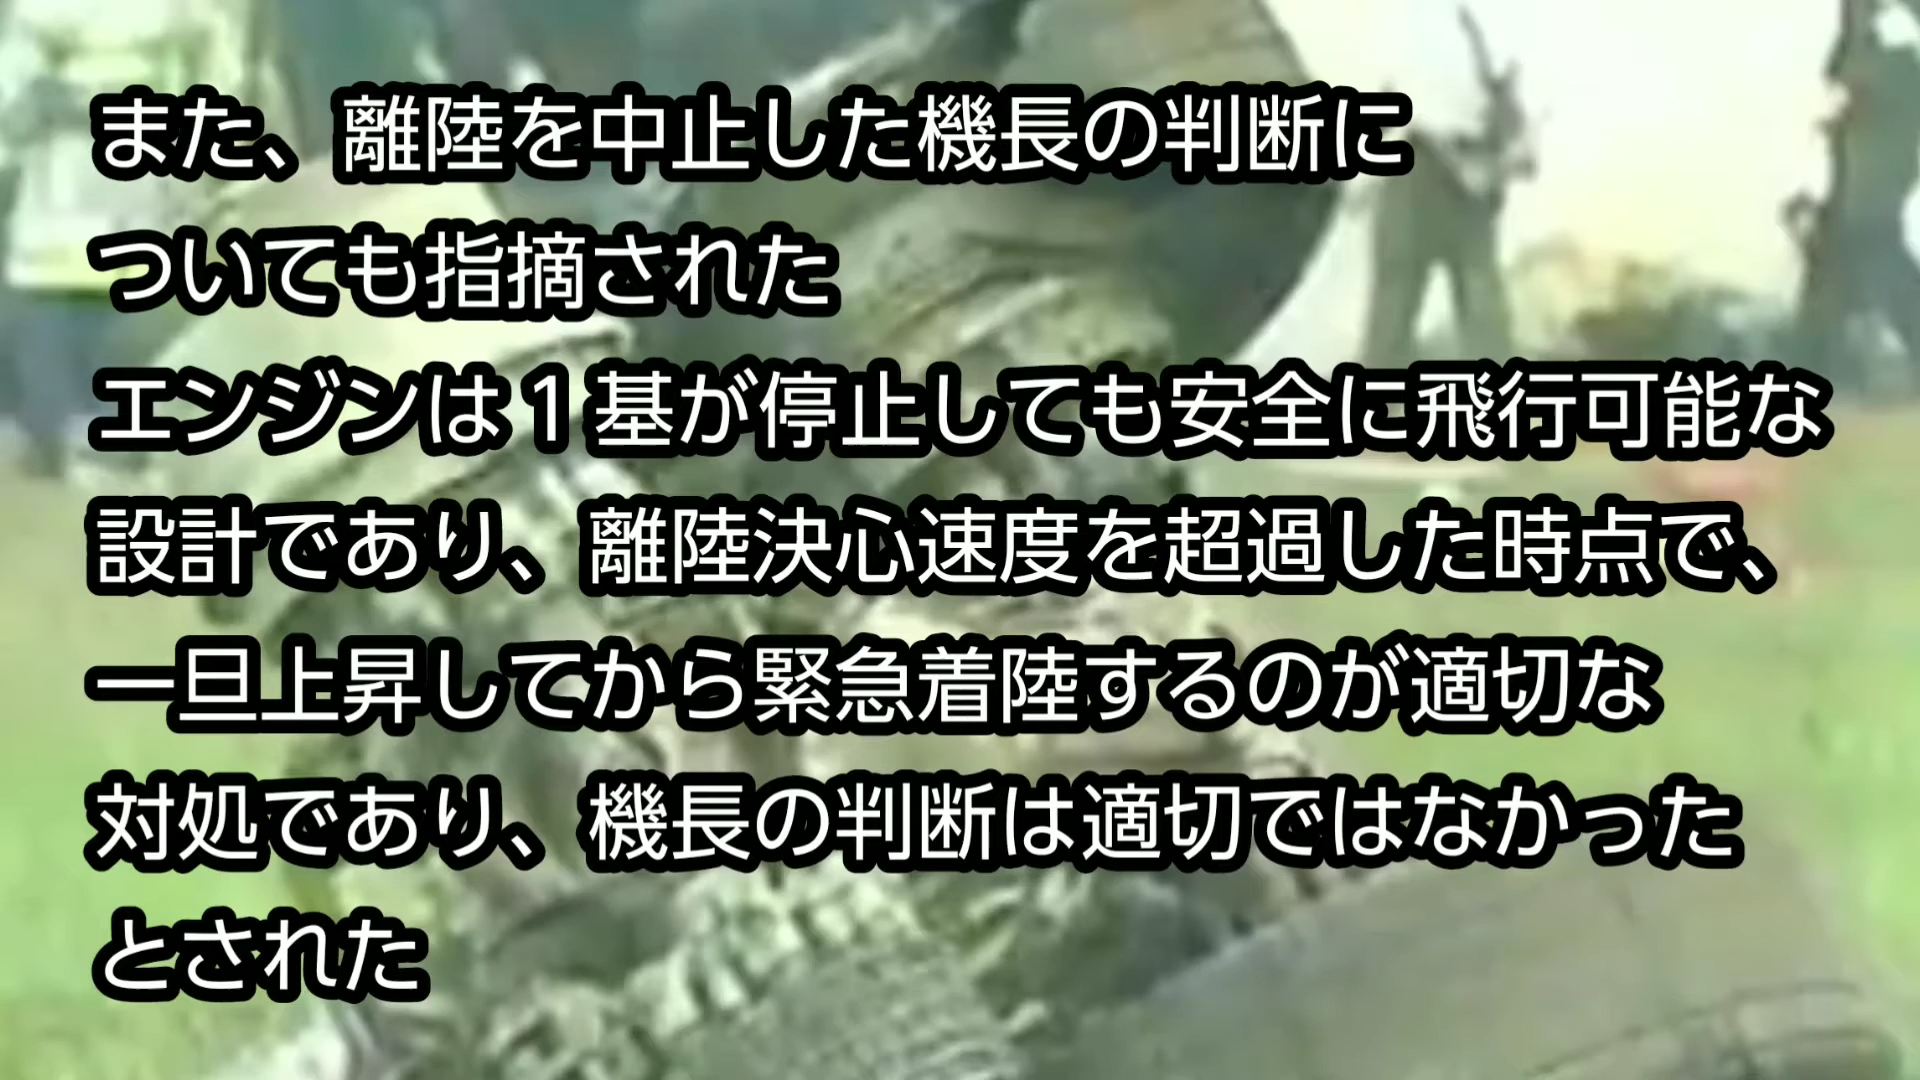 また、離陸を中止した機長の判断に
ついても指摘された
エンジンは１基が停止しても安全に飛行可能な
設計であり、離陸決心速度を超過した時点で、
一旦上昇してから緊急着陸するのが適切な
対処であり、機長の判断は適切ではなかった
とされた